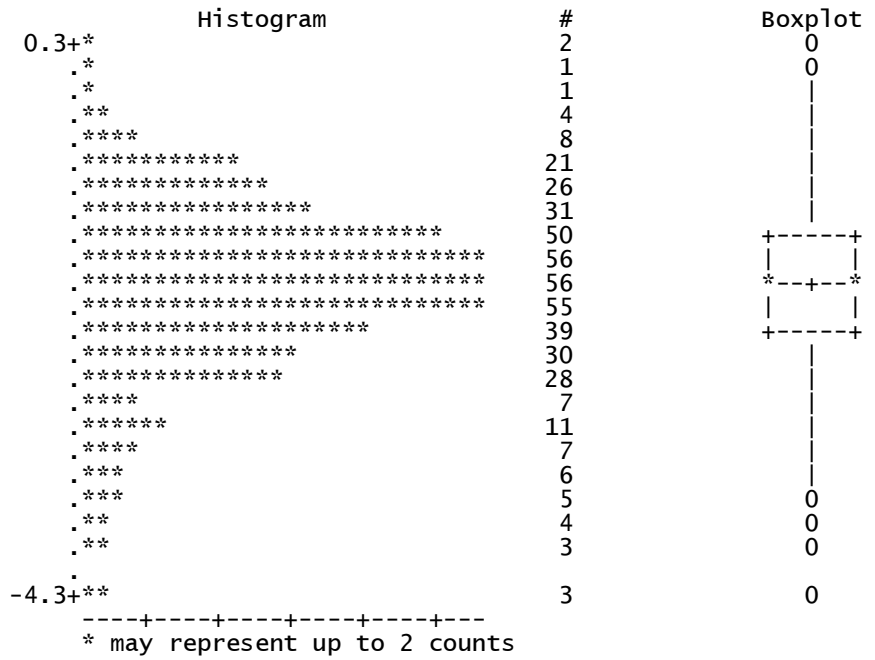 Histogram # Boxplot
0.3+* 2 0
.* 1 0
.* 1 |
.** 4 |
.**** 8 |
.*********** 21 |
.************* 26 |
.**************** 31 |
.************************* 50 +-----+
.**************************** 56 | |
.**************************** 56 *--+--*
.**************************** 55 | |
.******************** 39 +-----+
.*************** 30 |
.************** 28 |
.**** 7 |
.****** 11 |
.**** 7 |
.*** 6 |
.*** 5 0
.** 4 0
.** 3 0
.
-4.3+** 3 0
----+----+----+----+----+---
* may represent up to 2 counts